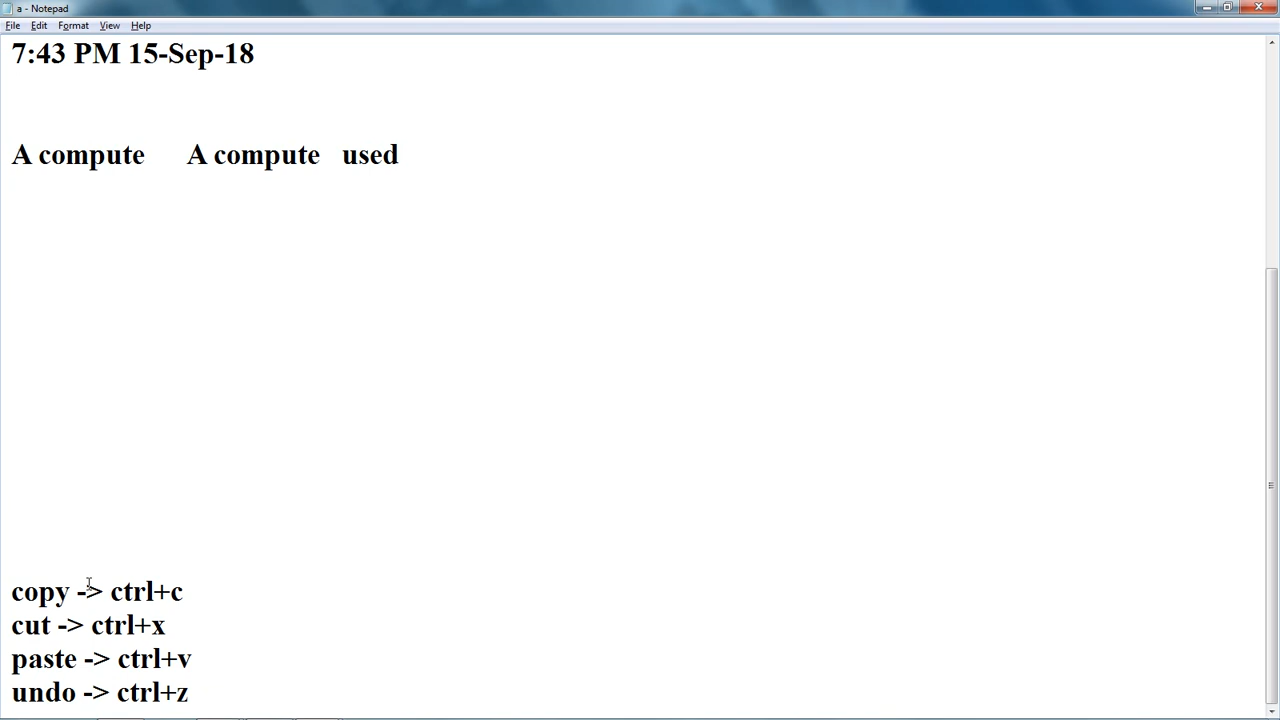 a - Notepad
File Edit Format View Help
7:43 PM 15-Sep-18
A compute A compute used
copy -> ctrl+c
cut -> ctrl+x
paste -> ctrl+v
undo -> ctrl+z